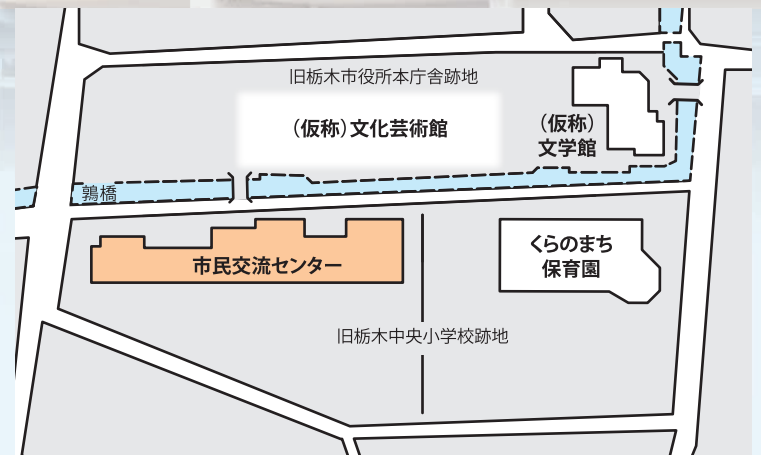 旧栃木市役所本庁舎跡地
(仮称)文化芸術館
(仮称)
文学館
鶉橋
市民交流センター
くらのまち
保育園
旧栃木中央小学校跡地